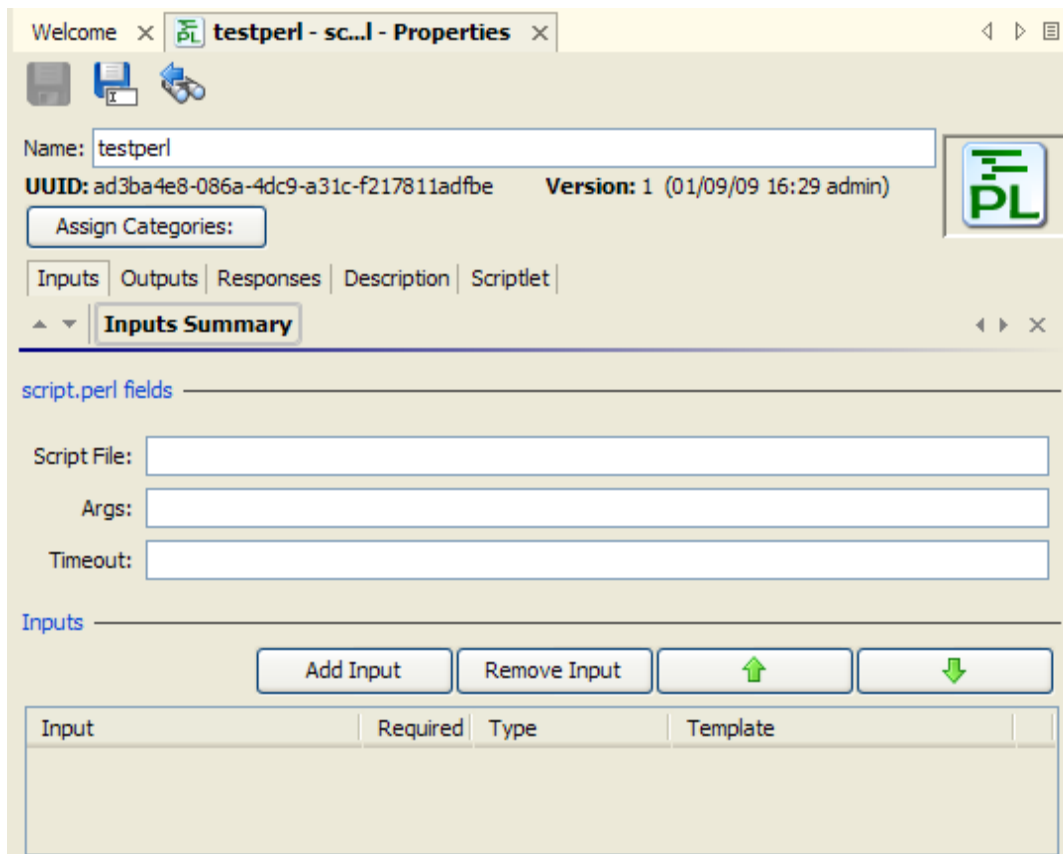 Welcome testperl - sc...l - Properties
Name: testperl
UUID: ad3ba4e8-086a-4dc9-a31c-f217811adfbe Version: 1 (01/09/09 16:29 admin)
PL
Assign Categories:
Inputs Outputs Responses Description Scriptlet
Inputs Summary
script.perl fields
Script File:
Args:
Timeout:
Inputs
Add Input Remove Input
Input Required Type Template